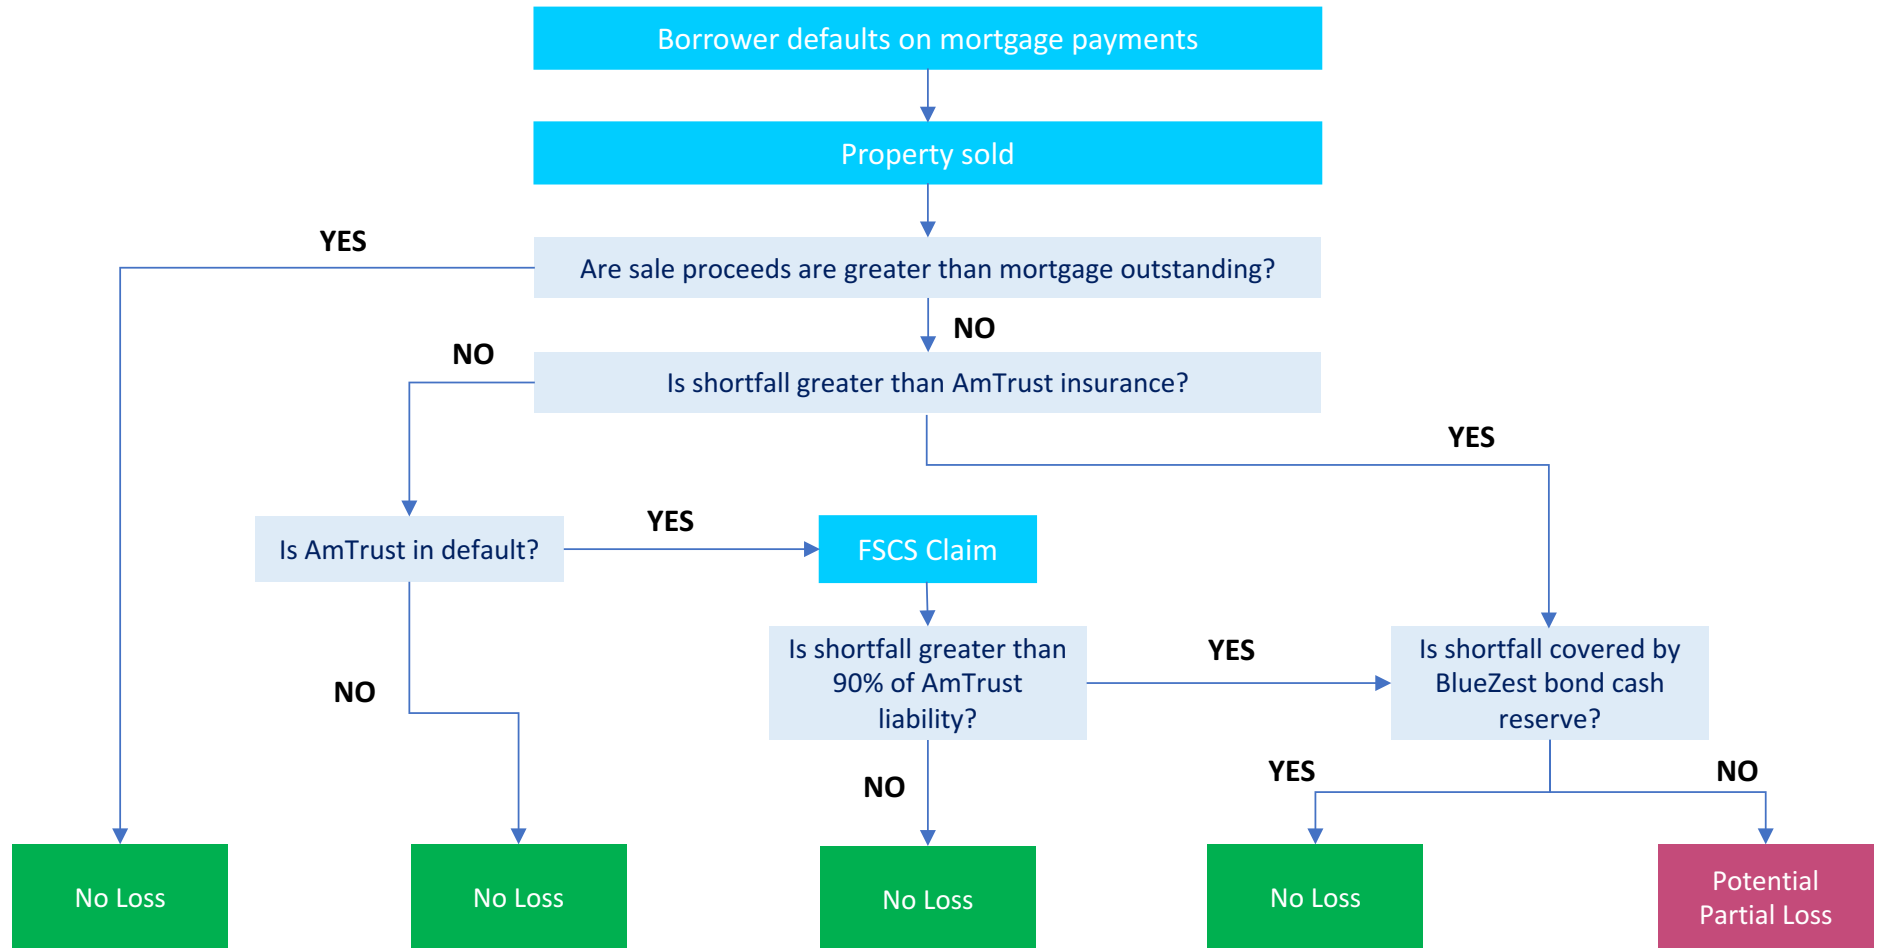 Borrower defaults on mortgage payments
Property sold
YES
Are sale proceeds are greater than mortgage outstanding?
NO
NO
Is shortfall greater than AmTrust insurance?
YES
Is AmTrust in default?
YES
FSCS Claim
Is shortfall greater than
90% of AmTrust
liability?
YES
Is shortfall covered by
BlueZest bond cash
reserve?
NO
NO
YES
NO
No Loss
No Loss
No Loss
No Loss
Potential
Partial Loss